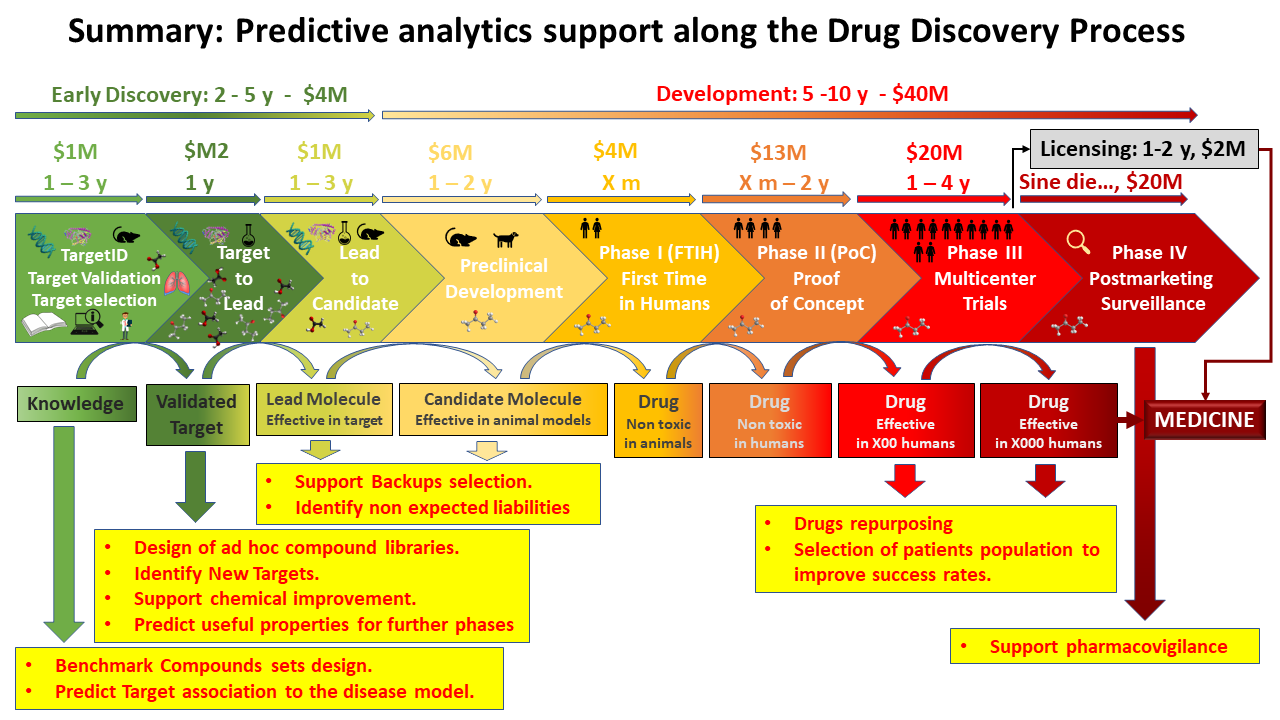 Summary: Predictive analytics support along the Drug Discovery Process
Early Discovery: 2 - 5 y  -  $4M
Development: 5 -10 y  - $40M
$1M
1 – 3 y
$M2
1 y
$1M
1 – 3 y
$6M
1 – 2 y
$4M
X m
$13M
X m – 2 y
$20M
1 – 4 y
Licensing: 1-2 y, $2M
Sine die…, $20M
TargetID
Target Validation
Target selection
Target
to
Lead
Lead
to
Candidate
Preclinical
Development
Phase I (FTIH)
First Time
in Humans
Phase II (PoC)
Proof
of Concept
Phase III
Multicenter
Trials
Phase IV
Postmarketing
Surveillance
Knowledge
Validated
Target
Lead Molecule
Effective in target
Candidate Molecule
Effective in animal models
Drug
Non toxic
in animals
Drug
Non toxic
in humans
Drug
Effective
in X00 humans
Drug
Effective
in X000 humans
MEDICINE
• Support Backups selection.
• Identify non expected liabilities
• Drugs repurposing
• Selection of patients population to
improve success rates.
• Design of ad hoc compound libraries.
• Identify New Targets.
• Support chemical improvement.
• Predict useful properties for further phases
• Support pharmacovigilance
• Benchmark Compounds sets design.
• Predict Target association to the disease model.